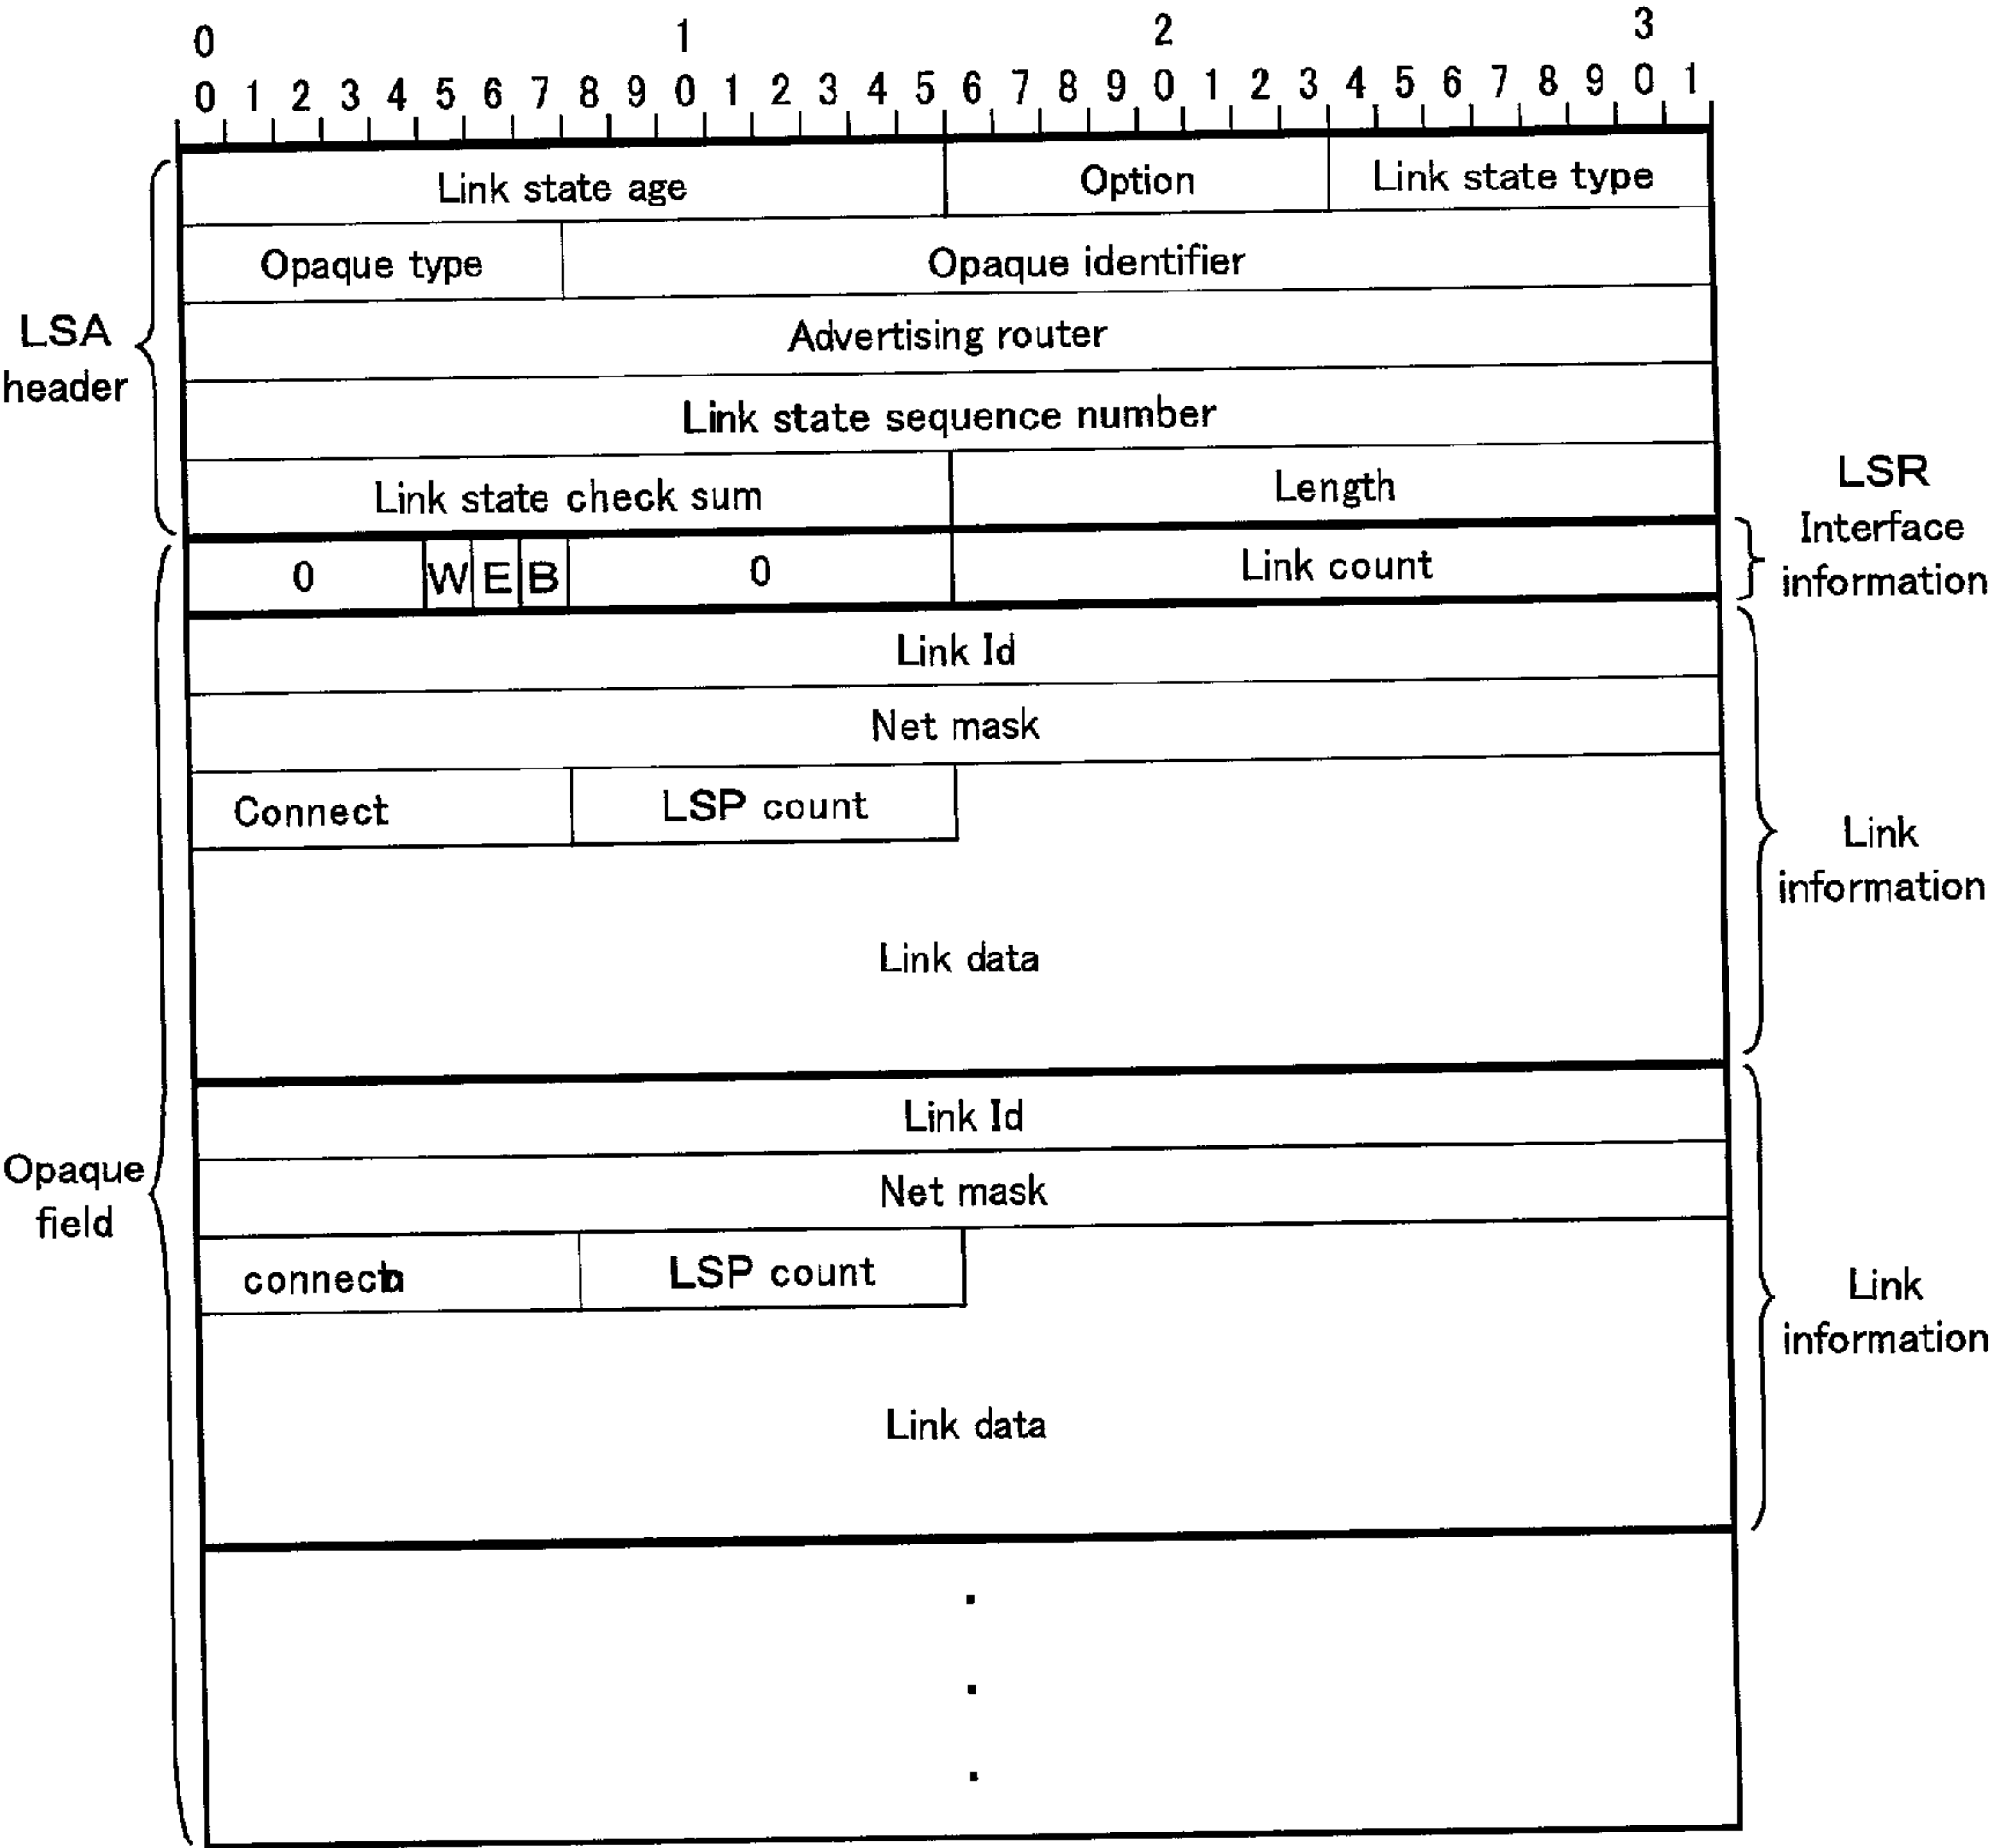 0 1 2 3
0 1 2 3 4 5 6 7 8 9 0 1 2 3 4 5 6 7 8 9 0 1 2 3 4 5 6 7 8 9 0 1
Link state age Option Link state type
Opaque type Opaque identifier
Advertising router
LSA
header
Link state sequence number
Link state check sum Length
LSR
Interface
information
0 W E B 0 Link count
Link Id
Net mask
Connect LSP count
Link
information
Link data
Link Id
Opaque
field
Net mask
LSP count
Link
information
Link data